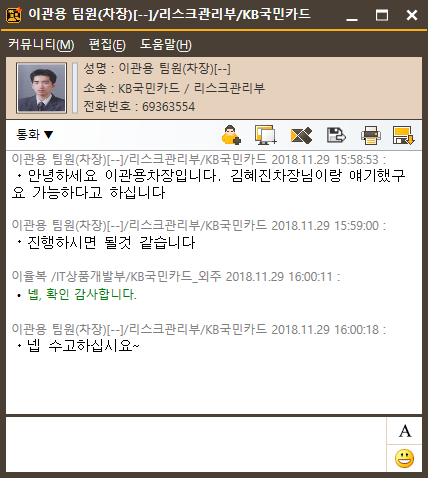 이관용 팀원(차장)[--]/리스크관리부/KB국민카드
커뮤니티(M) 편집(E) 도움말(H)
성명 : 이관용 팀원(차장)[--]
소속 : KB국민카드 / 리스크관리부
전화번호 : 69363554
통화 ▼
이관용 팀원(차장)[--]/리스크관리부/KB국민카드 2018.11.29 15:58:53 :
• 안녕하세요 이관용차장입니다. 김혜진차장님이랑 얘기했구
요 가능하다고 하십니다
이관용 팀원(차장)[--]/리스크관리부/KB국민카드 2018.11.29 15:59:00 :
• 진행하시면 될것 같습니다
이율복 /IT상품개발부/KB국민카드_외주 2018.11.29 16:00:11 :
• 넵, 확인 감사합니다.
이관용 팀원(차장)[--]/리스크관리부/KB국민카드 2018.11.29 16:00:18 :
• 넵 수고하십시요~
A